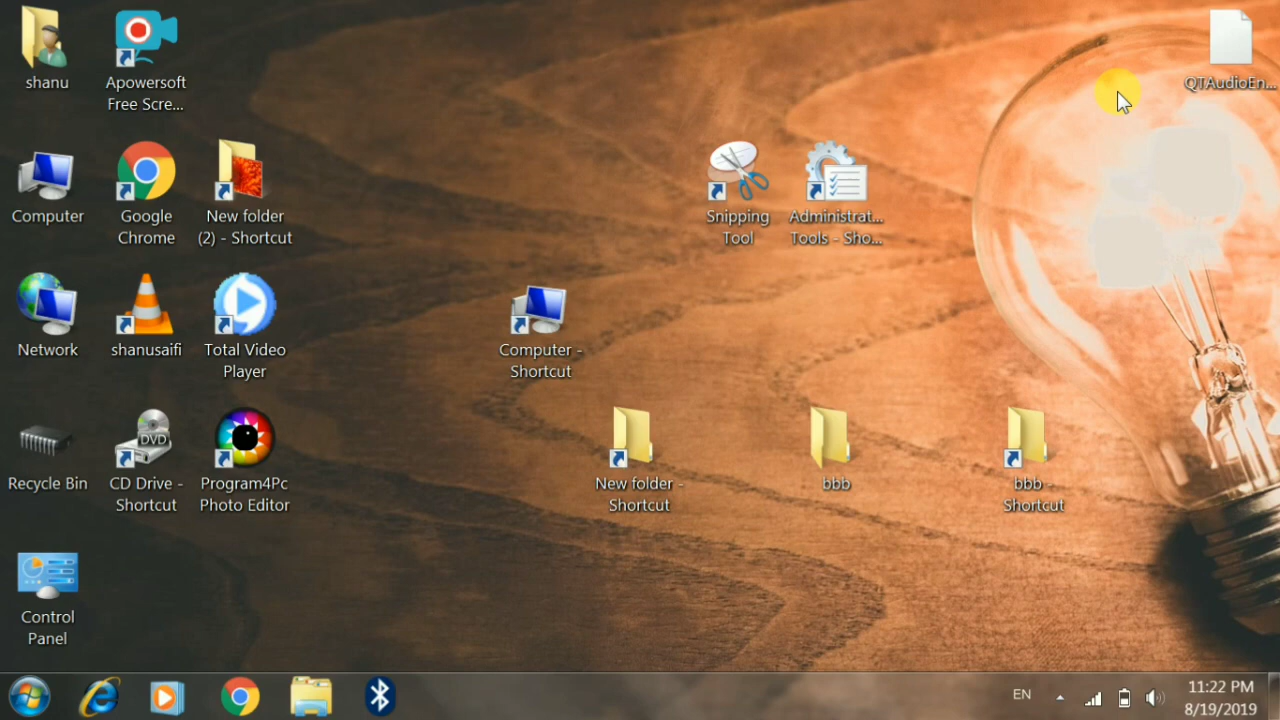 shanu
Apowersoft
Free Scre...
QTAudioEn...
Computer
Google
Chrome
New folder
(2) - Shortcut
Snipping
Tool
Administrat...
Tools - Sho...
Network
shanusaifi
Total Video
Player
Computer -
Shortcut
Recycle Bin
DVD
CD Drive -
Shortcut
Program4Pc
Photo Editor
New folder -
Shortcut
bbb
bbb -
Shortcut
Control
Panel
EN
11:22 PM
8/19/2019